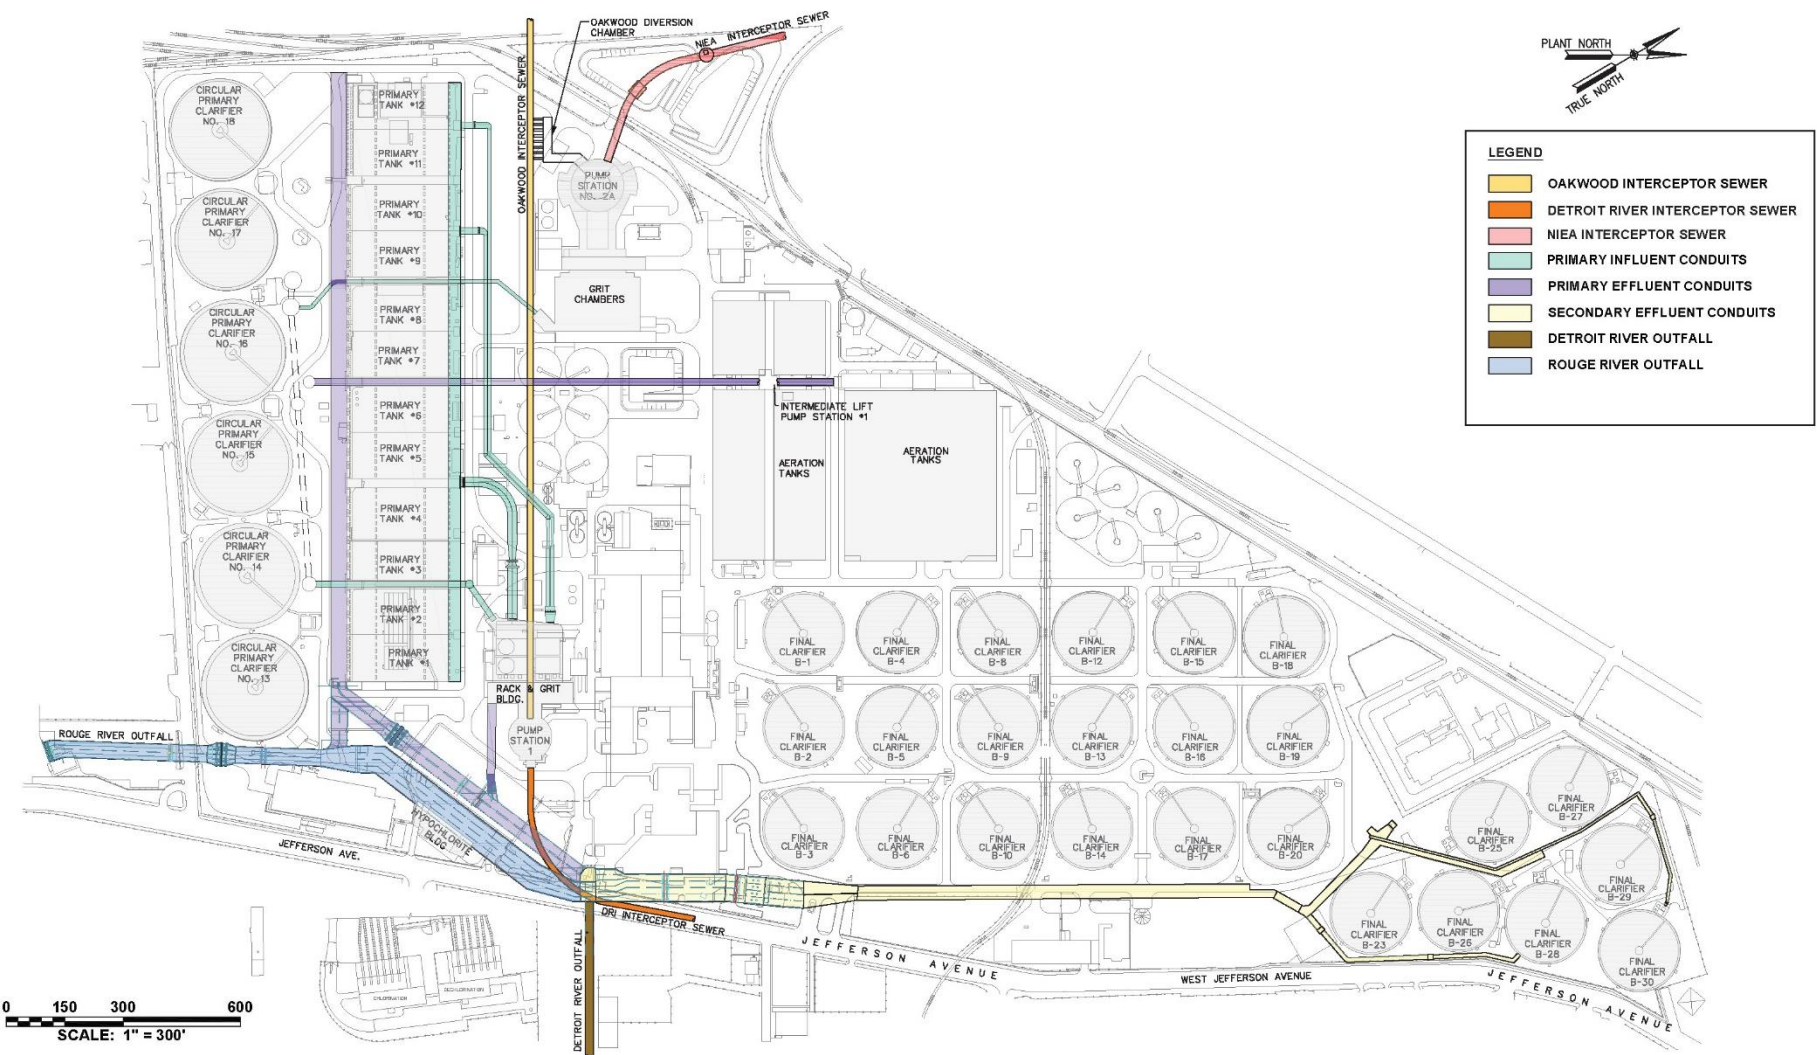 OAKWOOD DIVERSION
CHAMBER
NIEA INTERCEPTOR SEWER
OAKWOOD INTERCEPTOR SEWER
PLANT NORTH
TRUE NORTH
LEGEND
OAKWOOD INTERCEPTOR SEWER
DETROIT RIVER INTERCEPTOR SEWER
NIEA INTERCEPTOR SEWER
PRIMARY INFLUENT CONDUITS
PRIMARY EFFLUENT CONDUITS
SECONDARY EFFLUENT CONDUITS
DETROIT RIVER OUTFALL
ROUGE RIVER OUTFALL
CIRCULAR
PRIMARY
CLARIFIER
NO. 18
CIRCULAR
PRIMARY
CLARIFIER
NO. 17
CIRCULAR
PRIMARY
CLARIFIER
NO. 16
CIRCULAR
PRIMARY
CLARIFIER
NO. 15
CIRCULAR
PRIMARY
CLARIFIER
NO. 14
CIRCULAR
PRIMARY
CLARIFIER
NO. 13
PRIMARY
TANK #12
PRIMARY
TANK #11
PRIMARY
TANK #10
PRIMARY
TANK #9
PRIMARY
TANK #8
PRIMARY
TANK #7
PRIMARY
TANK #6
PRIMARY
TANK #5
PRIMARY
TANK #4
PRIMARY
TANK #3
PRIMARY
TANK #2
PRIMARY
TANK #1
PUMP
STATION
NO. 2A
GRIT
CHAMBERS
INTERMEDIATE LIFT
PUMP STATION #1
AERATION
TANKS
AERATION
TANKS
RACK & GRIT
BLDG.
PUMP
STATION
1
FINAL
CLARIFIER
B-1
FINAL
CLARIFIER
B-4
FINAL
CLARIFIER
B-8
FINAL
CLARIFIER
B-12
FINAL
CLARIFIER
B-15
FINAL
CLARIFIER
B-18
FINAL
CLARIFIER
B-2
FINAL
CLARIFIER
B-5
FINAL
CLARIFIER
B-9
FINAL
CLARIFIER
B-13
FINAL
CLARIFIER
B-16
FINAL
CLARIFIER
B-19
FINAL
CLARIFIER
B-3
FINAL
CLARIFIER
B-6
FINAL
CLARIFIER
B-10
FINAL
CLARIFIER
B-14
FINAL
CLARIFIER
B-17
FINAL
CLARIFIER
B-20
FINAL
CLARIFIER
B-25
FINAL
CLARIFIER
B-27
FINAL
CLARIFIER
B-29
FINAL
CLARIFIER
B-23
FINAL
CLARIFIER
B-26
FINAL
CLARIFIER
B-28
FINAL
CLARIFIER
B-30
ROUGE RIVER OUTFALL
HYPOCHLORITE
BLDG
JEFFERSON AVE.
DRI INTERCEPTOR SEWER
DETROIT RIVER OUTFALL
JEFFERSON AVENUE
WEST JEFFERSON AVENUE
JEFFERSON AVENUE
CHLORINATION
DECHLORINATION
0 150 300 600
SCALE: 1" = 300'